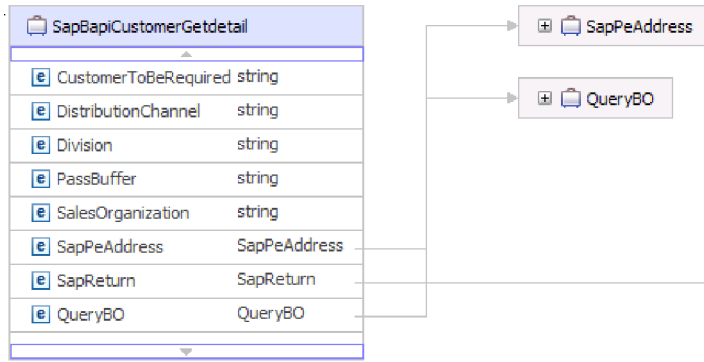 SapBapiCustomerGetdetail
CustomerToBeRequired string
DistributionChannel string
Division string
PassBuffer string
SalesOrganization string
SapPeAddress SapPeAddress
SapReturn SapReturn
QueryBO QueryBO
SapPeAddress
QueryBO